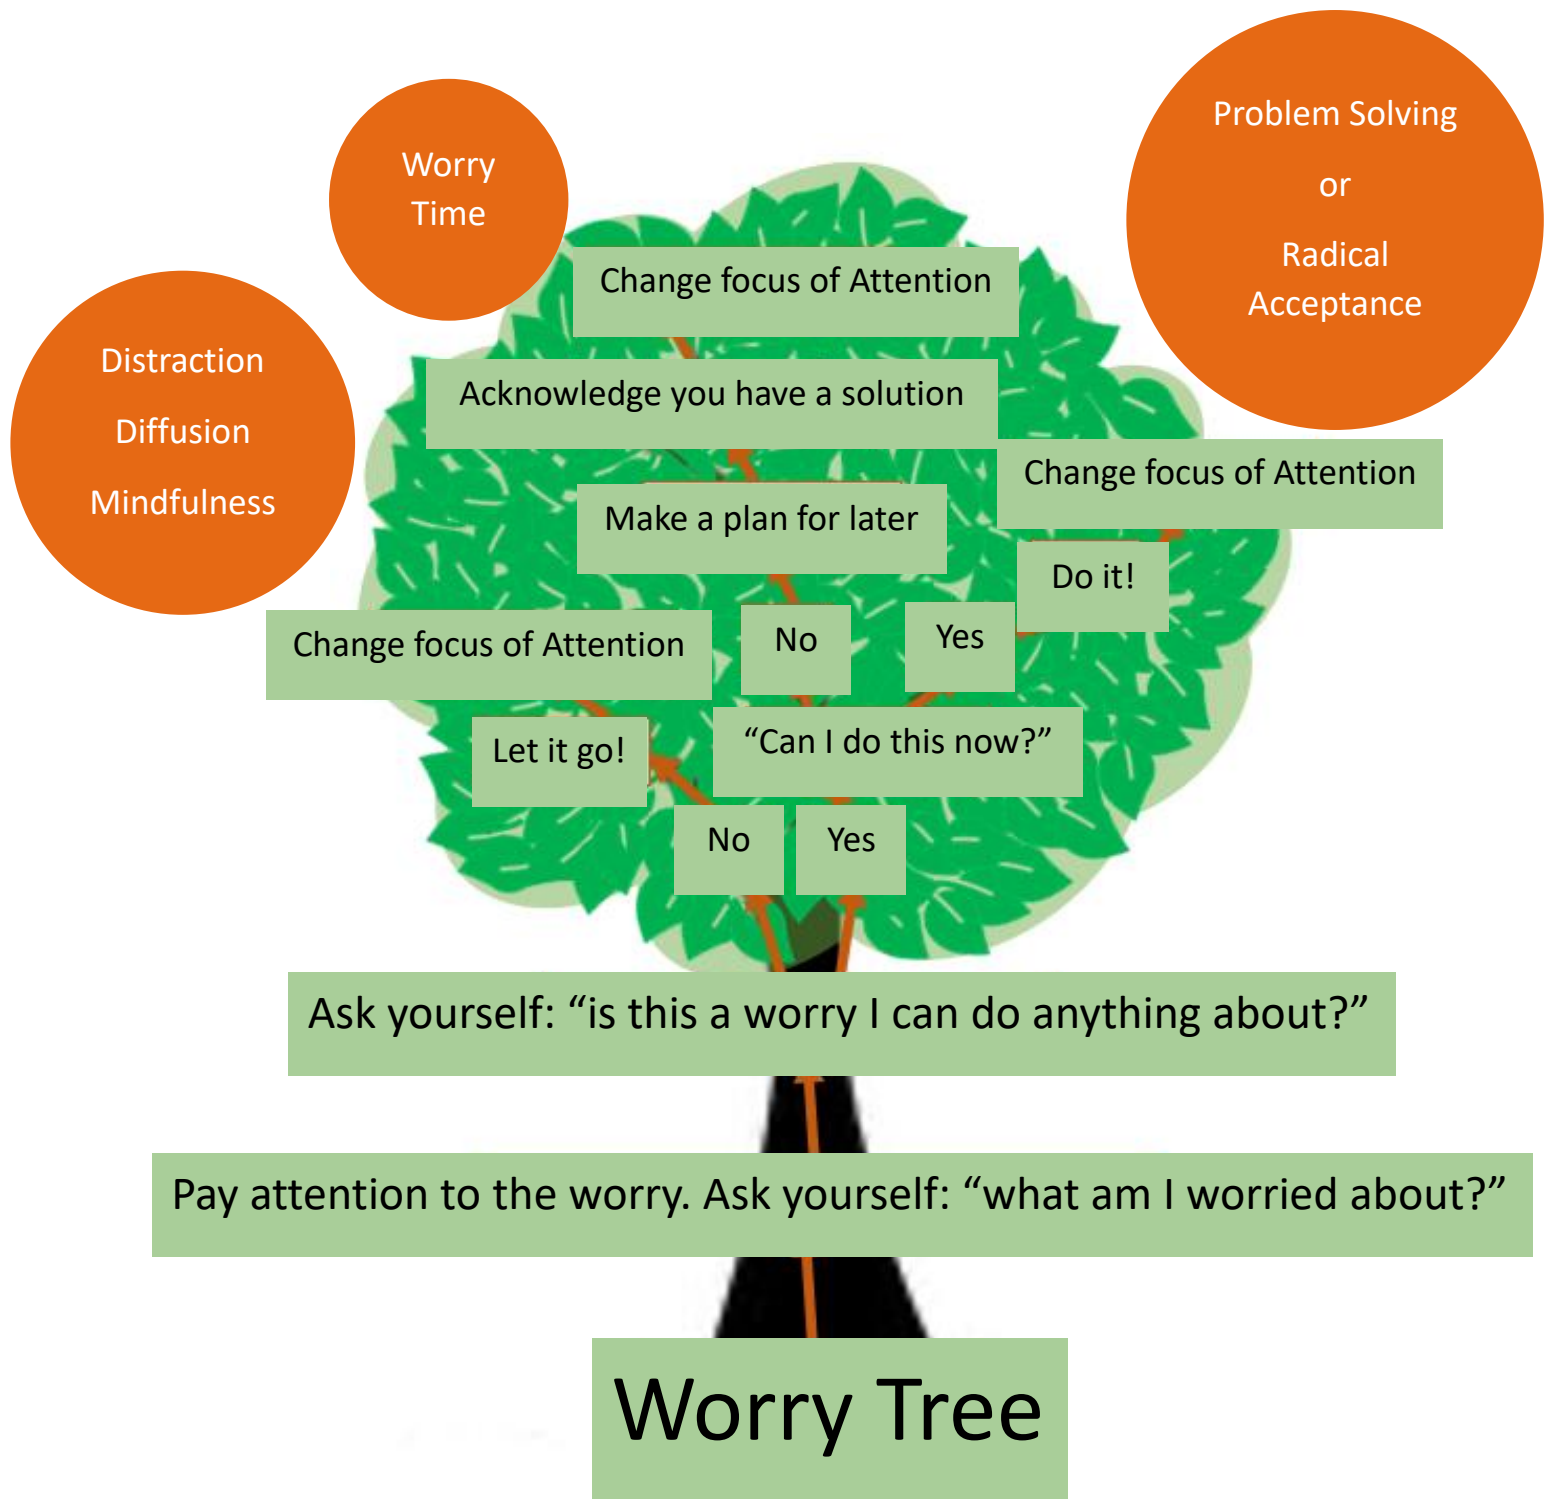 Worry
Time
Problem Solving
or
Radical
Acceptance
Distraction
Diffusion
Mindfulness
Change focus of Attention
Acknowledge you have a solution
Change focus of Attention
Make a plan for later
Do it!
Change focus of Attention
No
Yes
Let it go!
“Can I do this now?”
No
Yes
Ask yourself: “is this a worry I can do anything about?”
Pay attention to the worry. Ask yourself: “what am I worried about?”
Worry Tree